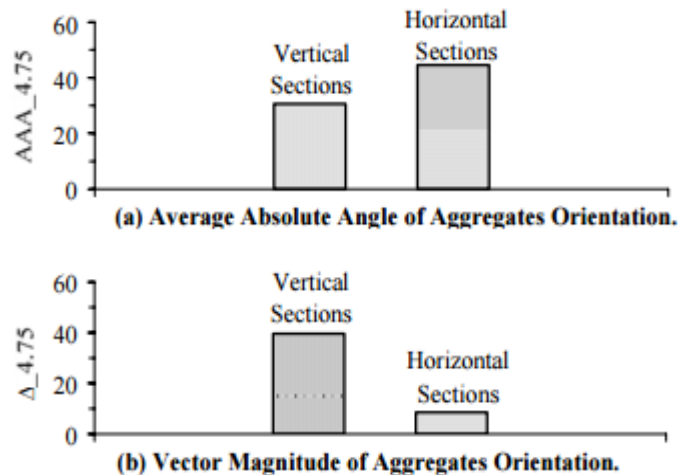 60
Horizontal
Vertical
Sections
Sections
40
AAA_4.75
20
0
(a) Average Absolute Angle of Aggregates Orientation.
60
Vertical
Sections
40
Δ_4.75
Horizontal
20
Sections
0
(b) Vector Magnitude of Aggregates Orientation.